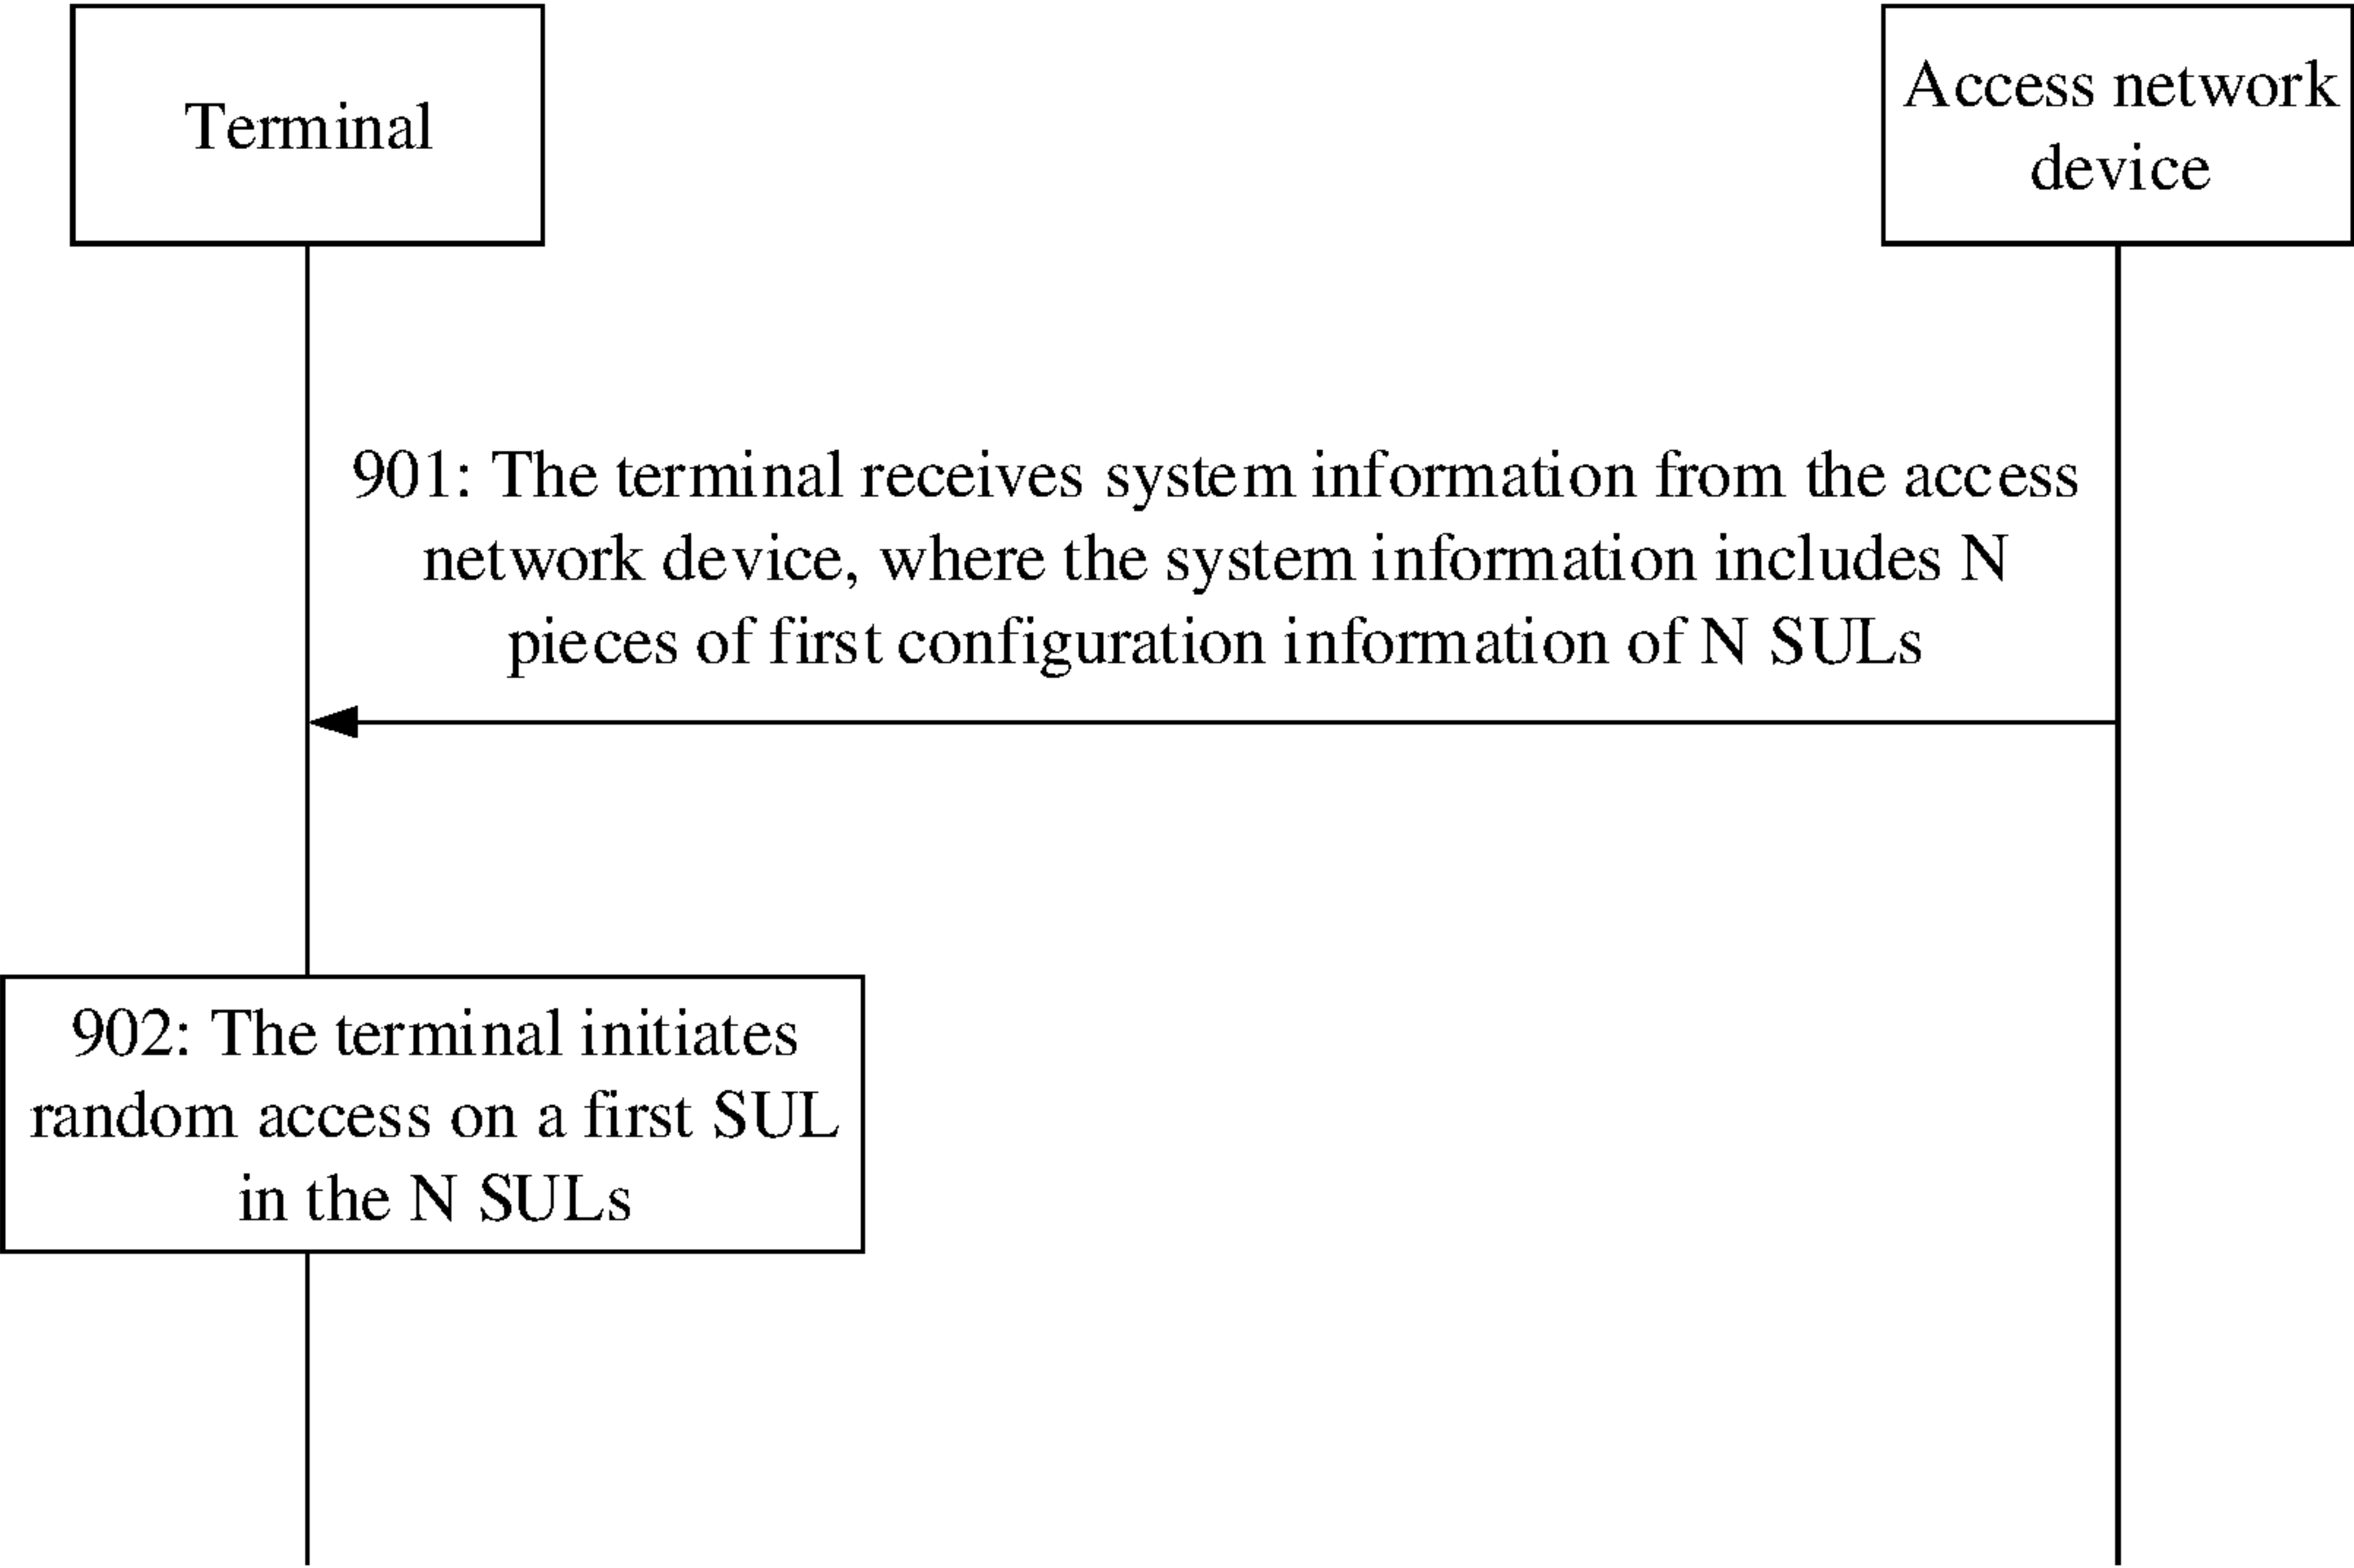 Terminal
Access network
device
901: The terminal receives system information from the access
network device, where the system information includes N
pieces of first configuration information of N SULs
902: The terminal initiates
random access on a first SUL
in the N SULs